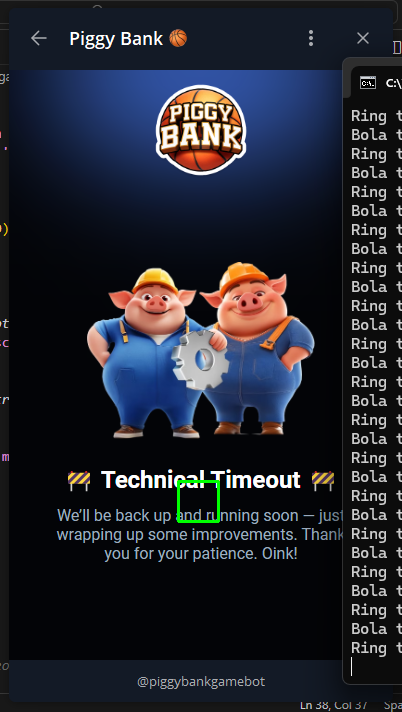 Piggy Bank
PIGGY
BANK
Technical Timeout
We'll be back up and running soon — just
wrapping up some improvements. Thank
you for your patience. Oink!
@piggybankgamebot
C:\
Ring t
Bola t
Ring t
Bola t
Ring t
Bola t
Ring t
Bola t
Ring t
Bola t
Ring t
Bola t
Ring t
Bola t
Ring t
Bola t
Ring t
Bola t
Ring t
Bola t
Ring t
Bola t
Ring t
Bola t
Ring t
Bola t
Ring t
Bola t
Ring t
Ln 38, Col 37 Spa